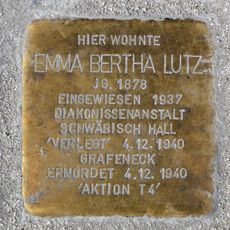 HIER WOHNTE
EMMA BERTHA LUTZ
JG. 1878
EINGEWIESEN 1937
DIAKONISSENANSTALT
SCHWÄBISCH HALL
'VERLEGT' 4.12.1940
GRAFENECK
ERMORDET 4.12.1940
'AKTION T4'